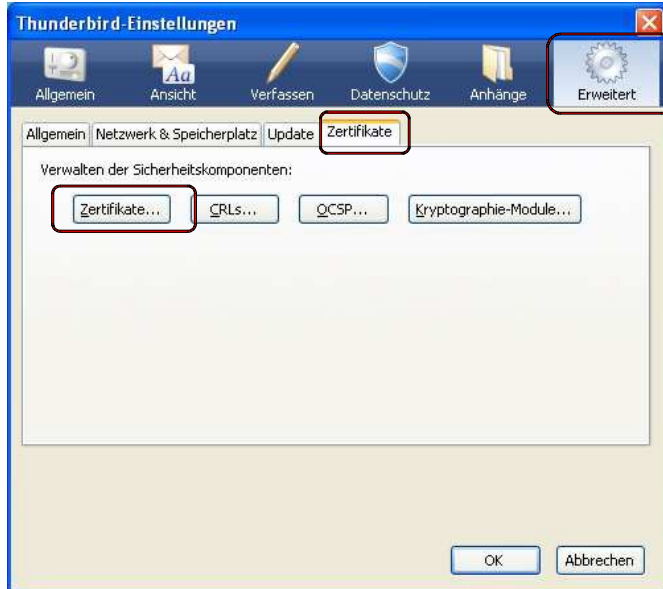 Thunderbird-Einstellungen
Aa
Allgemein Ansicht Verfassen Datenschutz Anhänge Erweitert
Allgemein Netzwerk & Speicherplatz Update Zertifikate
Verwalten der Sicherheitskomponenten:
Zertifikate... CRLs... OCSP... Kryptographie-Module...
OK Abbrechen